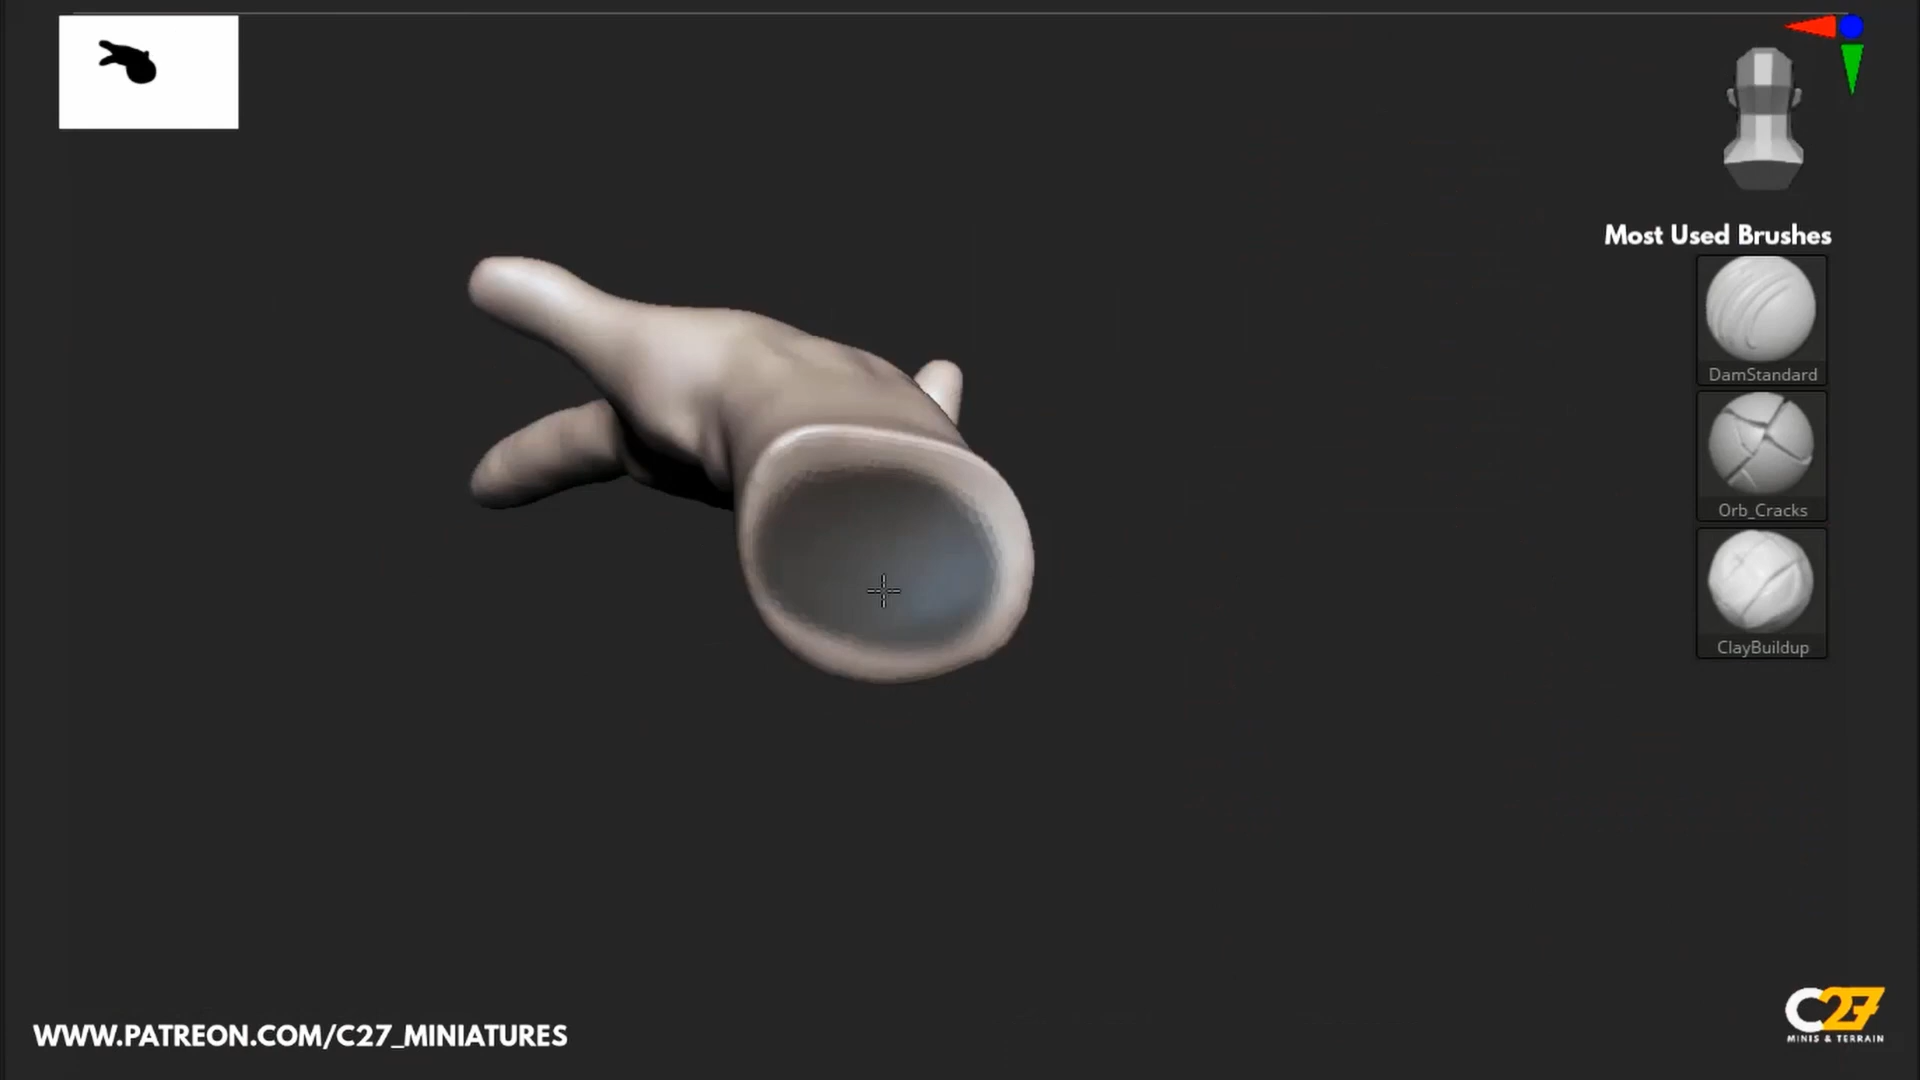 Most Used Brushes
DamStandard
Orb_Cracks
ClayBuildup
WWW.PATREON.COM/C27_MINIATURES
C27
MINIS & TERRAIN